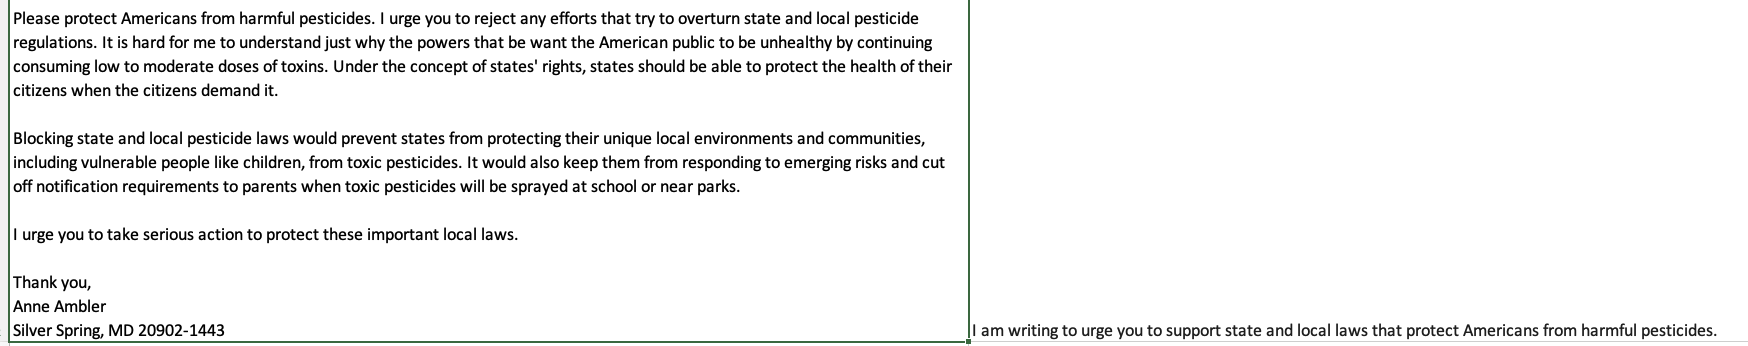 Please protect Americans from harmful pesticides. I urge you to reject any efforts that try to overturn state and local pesticide
regulations. It is hard for me to understand just why the powers that be want the American public to be unhealthy by continuing
consuming low to moderate doses of toxins. Under the concept of states' rights, states should be able to protect the health of their
citizens when the citizens demand it.

Blocking state and local pesticide laws would prevent states from protecting their unique local environments and communities,
including vulnerable people like children, from toxic pesticides. It would also keep them from responding to emerging risks and cut
off notification requirements to parents when toxic pesticides will be sprayed at school or near parks.

I urge you to take serious action to protect these important local laws.

Thank you,
Anne Ambler
Silver Spring, MD 20902-1443
I am writing to urge you to support state and local laws that protect Americans from harmful pesticides.